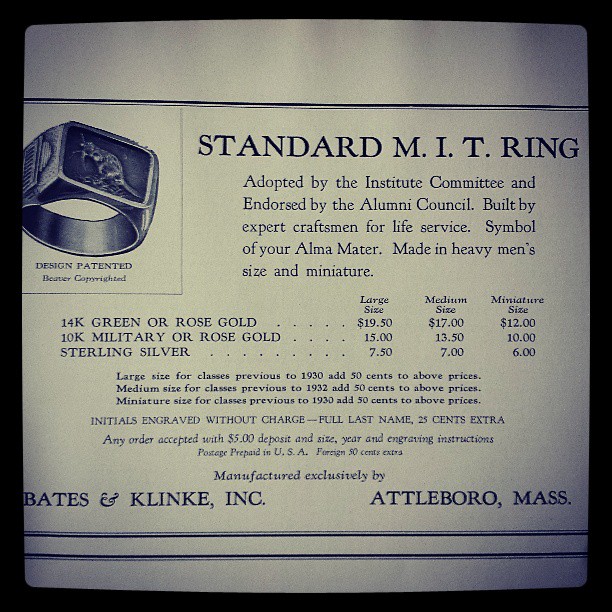 STANDARD M. I. T. RING
Adopted by the Institute Committee and
Endorsed by the Alumni Council. Built by
expert craftsmen for life service. Symbol
of your Alma Mater. Made in heavy men's
size and miniature.
DESIGN PATENTED
Beaver Copyrighted
Large Size Medium Size Miniature Size
14K GREEN OR ROSE GOLD . . . . . $19.50 $17.00 $12.00
10K MILITARY OR ROSE GOLD . . . . 15.00 13.50 10.00
STERLING SILVER . . . . . . . . . 7.50 7.00 6.00
Large size for classes previous to 1930 add 50 cents to above prices.
Medium size for classes previous to 1932 add 50 cents to above prices.
Miniature size for classes previous to 1930 add 50 cents to above prices.
INITIALS ENGRAVED WITHOUT CHARGE—FULL LAST NAME, 25 CENTS EXTRA
Any order accepted with $5.00 deposit and size, year and engraving instructions
Postage Prepaid in U. S. A. Foreign 50 cents extra
Manufactured exclusively by
BATES & KLINKE, INC. ATTLEBORO, MASS.